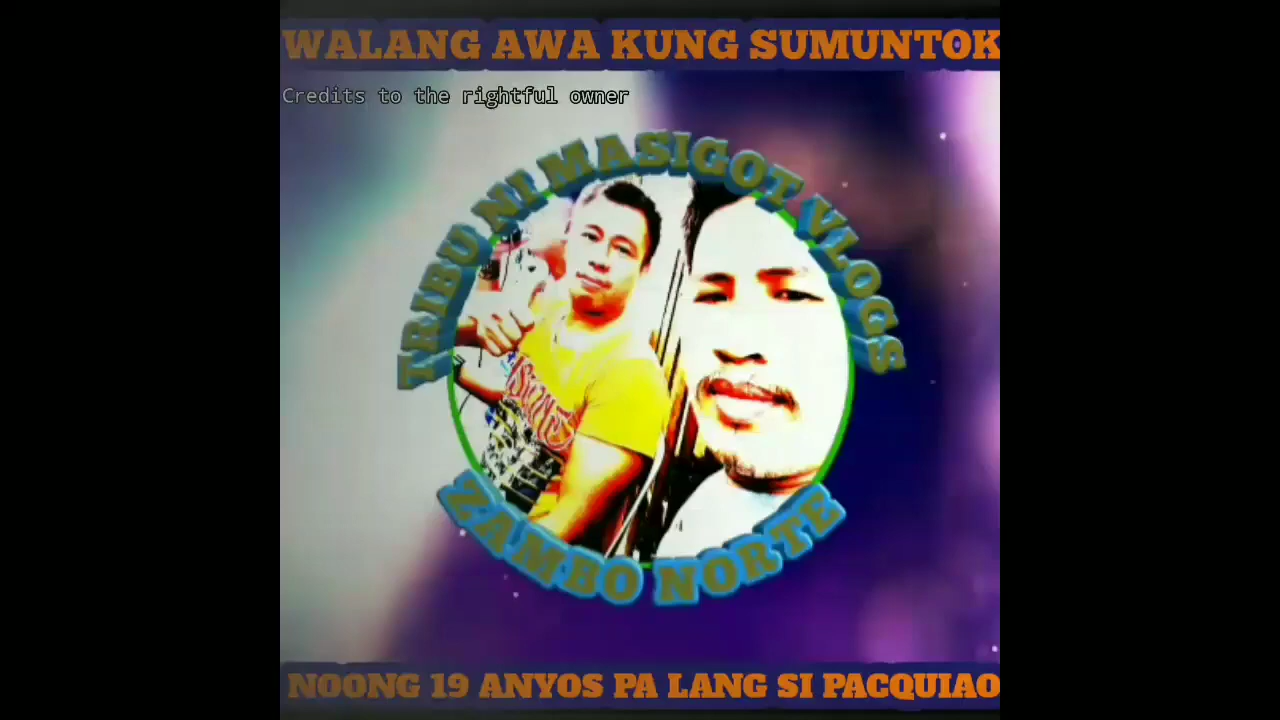 WALANG AWA KUNG SUMUNTOK
Credits to the rightful owner
TRIBU NI MASIGOT VLOGS
ZAMBO NORTE
NOONG 19 ANYOS PA LANG SI PACQUIAO